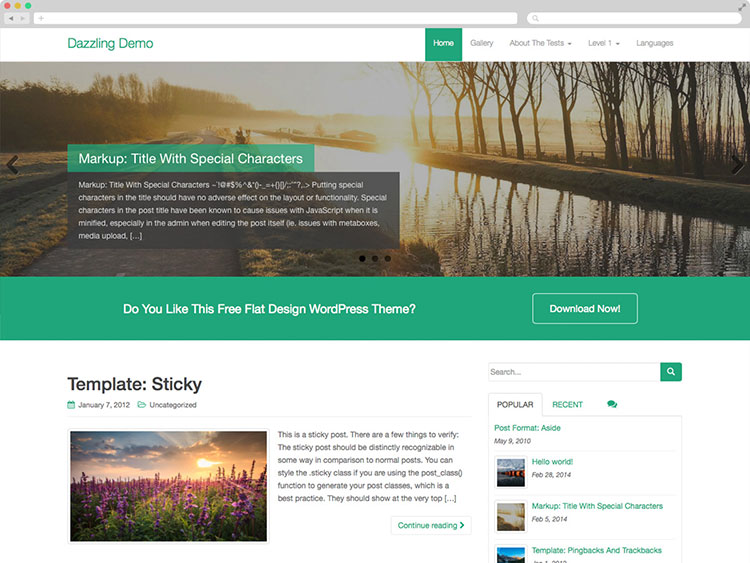 Dazzling Demo
Home Gallery About The Tests Level 1 Languages
Markup: Title With Special Characters
Markup: Title With Special Characters ~`!@#$%^&*()-_=+{}[]/;:'"?,.> Putting special
characters in the title should have no adverse effect on the layout or functionality. Special
characters in the post title have been known to cause issues with JavaScript when it is
minified, especially in the admin when editing the post itself (ie. issues with metaboxes,
media upload, […]
Do You Like This Free Flat Design WordPress Theme? Download Now!
Search...
Template: Sticky
January 7, 2012 Uncategorized
This is a sticky post. There are a few things to verify:
The sticky post should be distinctly recognizable in
some way in comparison to normal posts. You can
style the .sticky class if you are using the post_class()
function to generate your post classes, which is a
best practice. They should show at the very top […]
Continue reading
POPULAR RECENT
Post Format: Aside
May 9, 2010
Hello world!
Feb 28, 2014
Markup: Title With Special Characters
Feb 5, 2014
Template: Pingbacks And Trackbacks
Jan 1, 2012